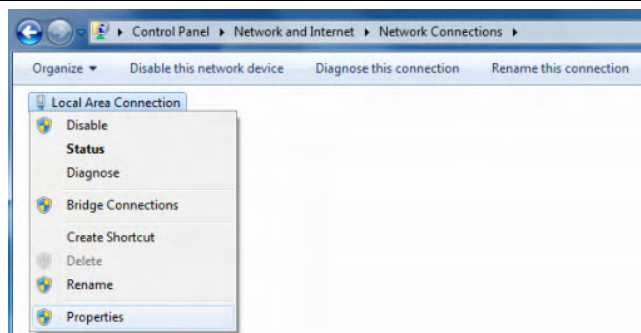 Control Panel ▸ Network and Internet ▸ Network Connections ▸
Organize ▾ Disable this network device Diagnose this connection Rename this connection
Local Area Connection
Disable
Status
Diagnose
Bridge Connections
Create Shortcut
Delete
Rename
Properties